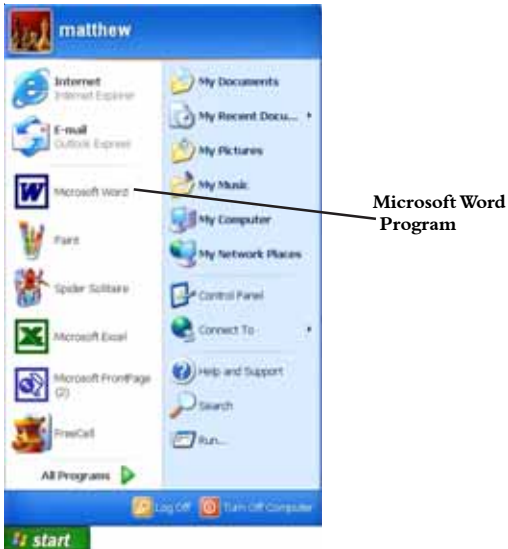 matthew
Internet
Internet Explorer
E-mail
Outlook Express
Microsoft Word
Paint
Spider Solitaire
Microsoft Excel
Microsoft FrontPage
(2)
FreeCell
All Programs
My Documents
My Recent Docu...
My Pictures
My Music
My Computer
My Network Places
Control Panel
Connect To
Help and Support
Search
Run...
Log Off
Turn Off Computer
start
Microsoft Word
Program